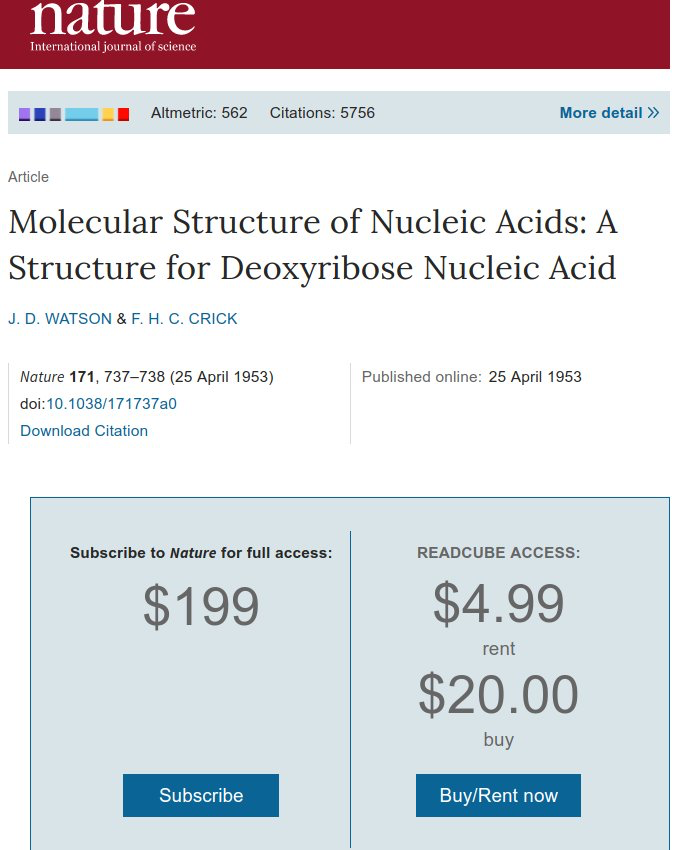 nature
International journal of science
Altmetric: 562 Citations: 5756 More detail »
Article
Molecular Structure of Nucleic Acids: A
Structure for Deoxyribose Nucleic Acid
J. D. WATSON & F. H. C. CRICK
Nature 171, 737–738 (25 April 1953)
doi:10.1038/171737a0
Download Citation
Published online: 25 April 1953
Subscribe to Nature for full access:
$199
Subscribe
READCUBE ACCESS:
$4.99
rent
$20.00
buy
Buy/Rent now